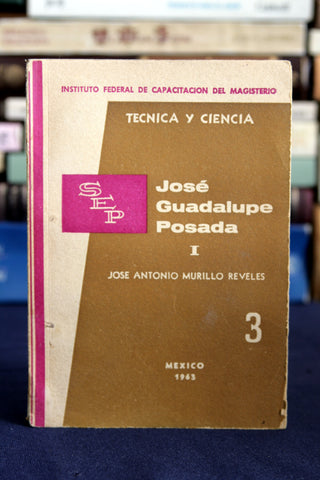 INSTITUTO FEDERAL DE CAPACITACION DEL MAGISTERIO
TECNICA Y CIENCIA
SEP
José
Guadalupe
Posada
I
JOSE ANTONIO MURILLO REVELES
3
MEXICO
1963